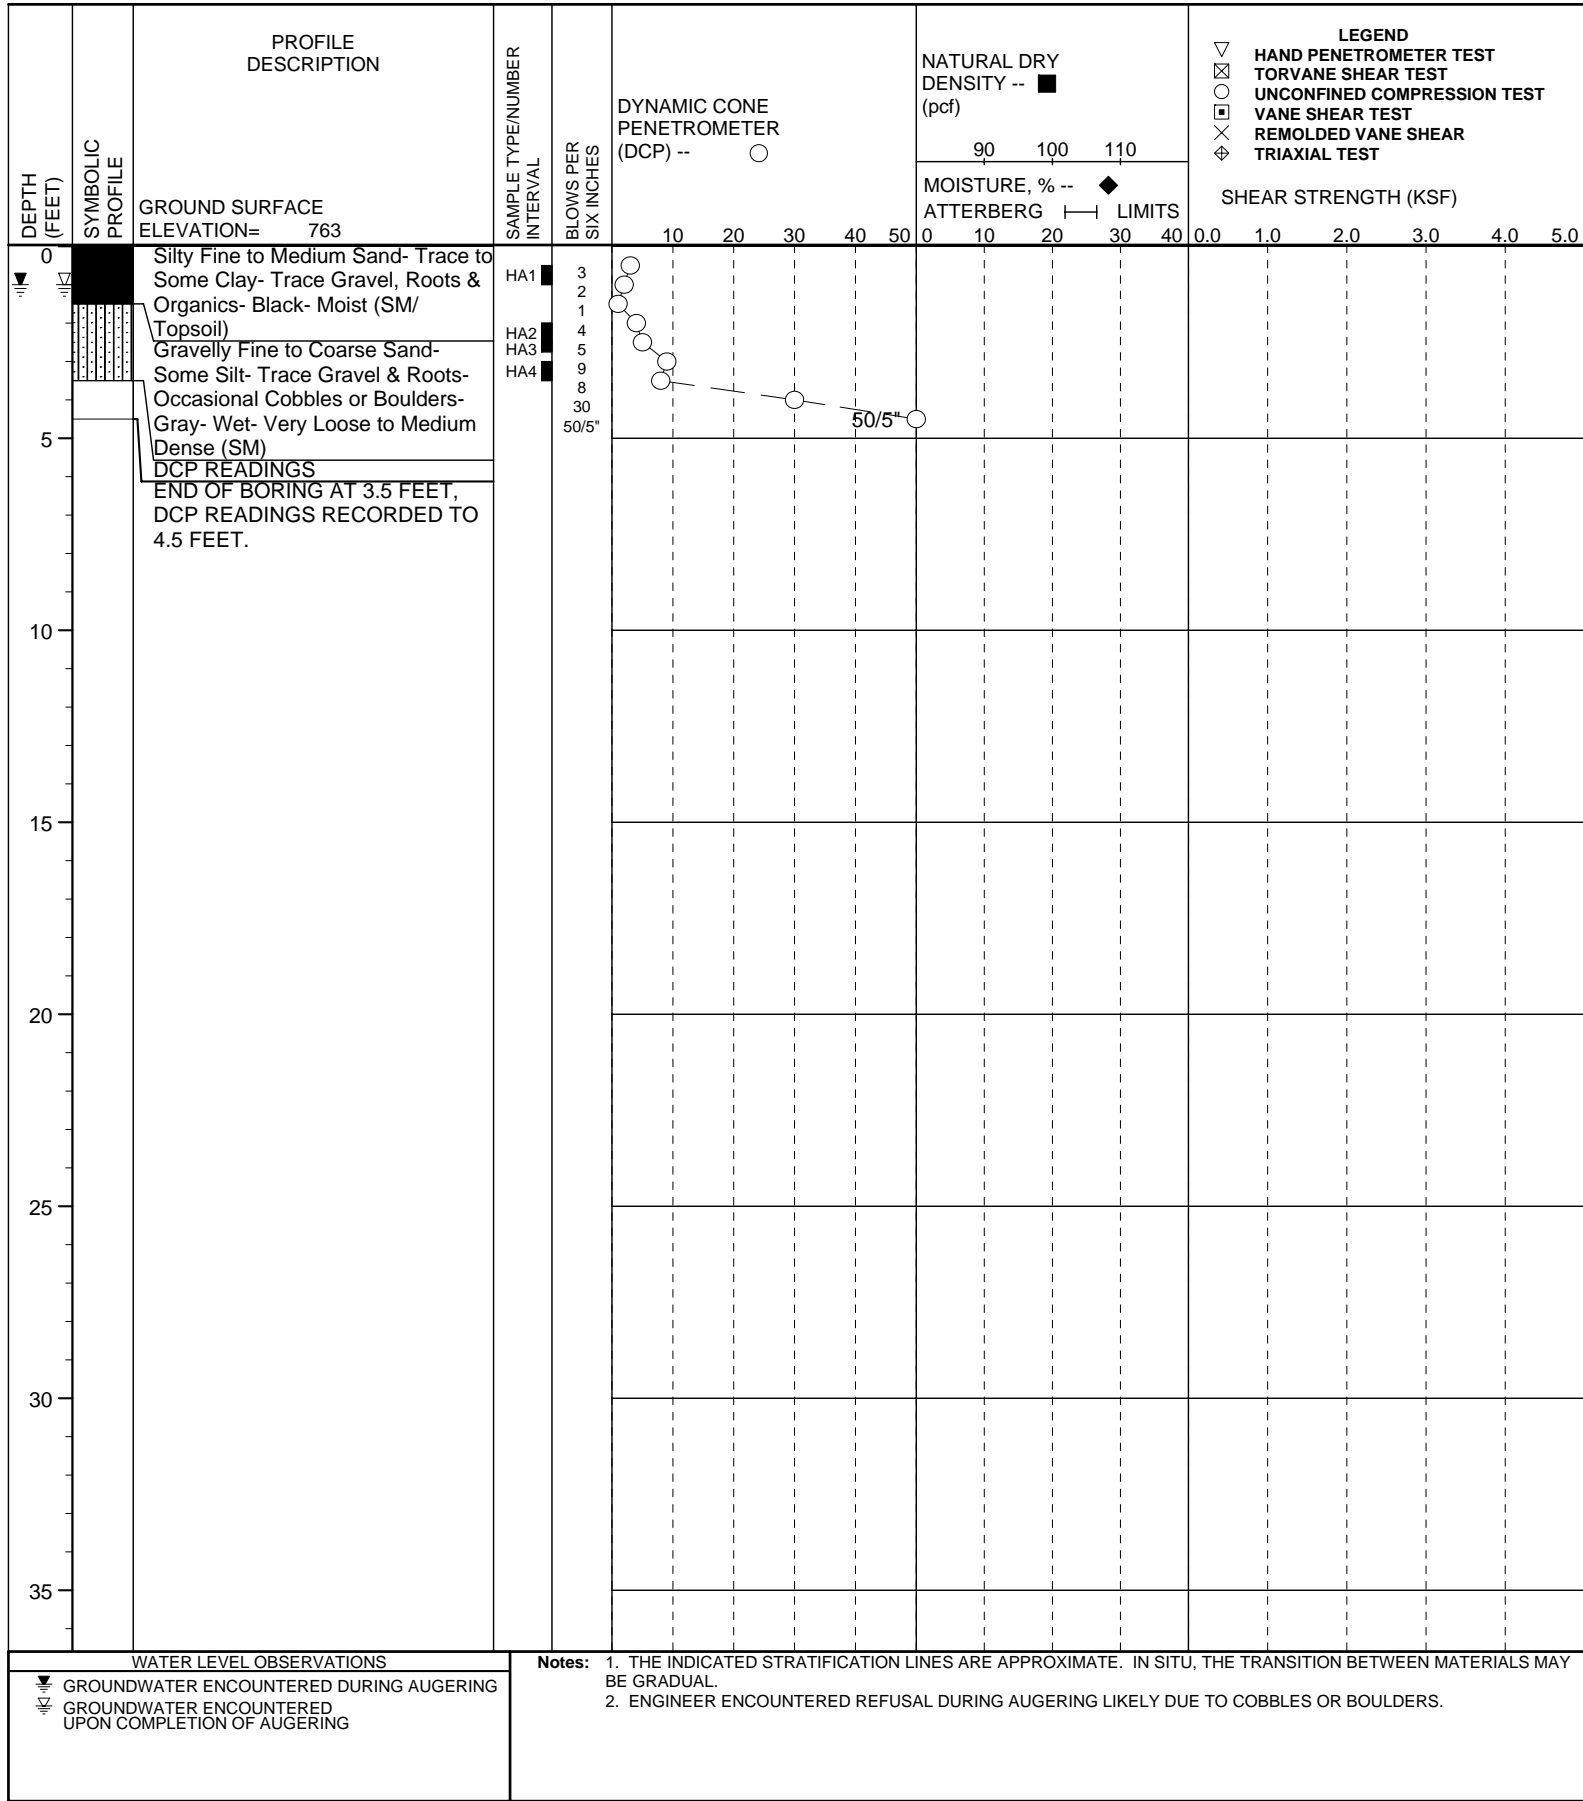 PROFILE
DESCRIPTION
DEPTH
(FEET)
SYMBOLIC
PROFILE
GROUND SURFACE
ELEVATION= 763
SAMPLE TYPE/NUMBER
INTERVAL
BLOWS PER
SIX INCHES
DYNAMIC CONE
PENETROMETER
(DCP) --
10 20 30 40 50
NATURAL DRY
DENSITY --
(pcf)
90 100 110
MOISTURE, % --
ATTERBERG LIMITS
0 10 20 30 40
LEGEND
HAND PENETROMETER TEST
TORVANE SHEAR TEST
UNCONFINED COMPRESSION TEST
VANE SHEAR TEST
REMOLDED VANE SHEAR
TRIAXIAL TEST
SHEAR STRENGTH (KSF)
0.0 1.0 2.0 3.0 4.0 5.0
0
5
10
15
20
25
30
35
Silty Fine to Medium Sand- Trace to
Some Clay- Trace Gravel, Roots &
Organics- Black- Moist (SM/
Topsoil)
Gravelly Fine to Coarse Sand-
Some Silt- Trace Gravel & Roots-
Occasional Cobbles or Boulders-
Gray- Wet- Very Loose to Medium
Dense (SM)
DCP READINGS
END OF BORING AT 3.5 FEET,
DCP READINGS RECORDED TO
4.5 FEET.
HA1
HA2
HA3
HA4
3
2
1
4
5
9
8
30
50/5"
50/5"
WATER LEVEL OBSERVATIONS
GROUNDWATER ENCOUNTERED DURING AUGERING
GROUNDWATER ENCOUNTERED
UPON COMPLETION OF AUGERING
Notes: 1. THE INDICATED STRATIFICATION LINES ARE APPROXIMATE. IN SITU, THE TRANSITION BETWEEN MATERIALS MAY
BE GRADUAL.
2. ENGINEER ENCOUNTERED REFUSAL DURING AUGERING LIKELY DUE TO COBBLES OR BOULDERS.